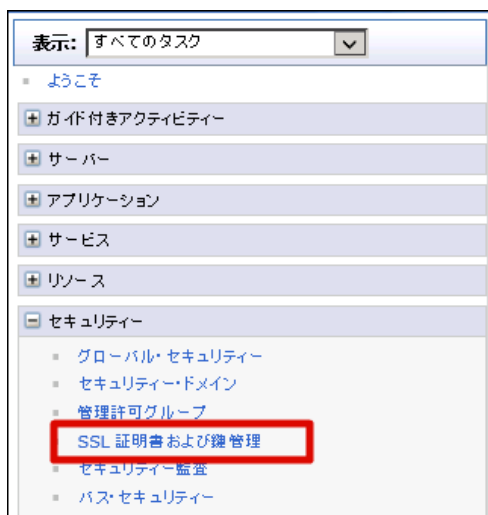 表示: すべてのタスク
ようこそ
ガイド付きアクティビティー
サーバー
アプリケーション
サービス
リソース
セキュリティー
グローバル・セキュリティー
セキュリティー・ドメイン
管理許可グループ
SSL 証明書および鍵管理
セキュリティー監査
バス・セキュリティー